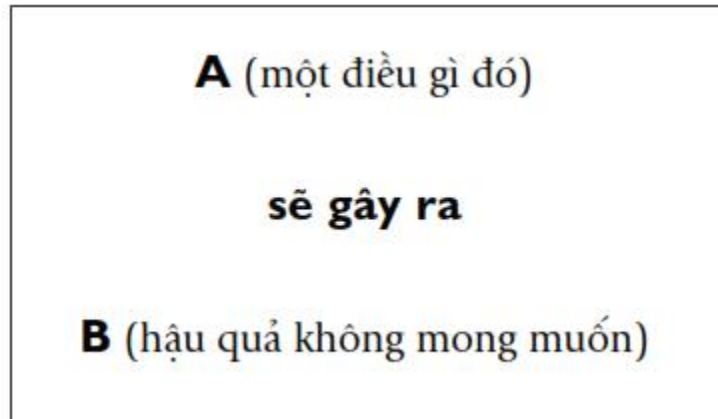 A (một điều gì đó)
sẽ gây ra
B (hậu quả không mong muốn)